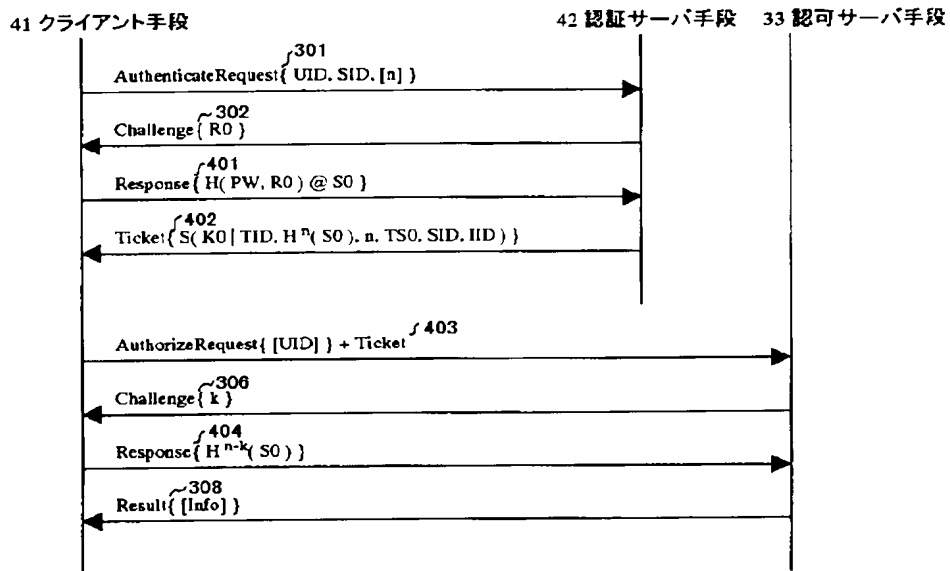 41 クライアント手段 42 認証サーバ手段 33 認可サーバ手段
301
AuthenticateRequest{ UID, SID, [n] }
302
Challenge{ R0 }
401
Response{ H( PW, R0 ) @ S0 }
402
Ticket{ S( K0 | TID, H^n( S0 ), n, TS0, SID, IID ) }
403
AuthorizeRequest{ [UID] } + Ticket
306
Challenge{ k }
404
Response{ H^n-k( S0 ) }
308
Result{ [Info] }